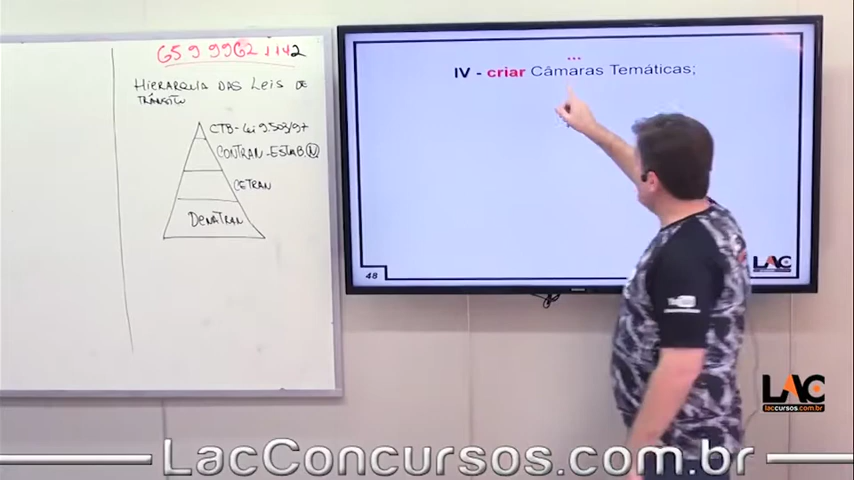 65 9 9962 1142
HIERARQUIA DAS LEIS DE
TRÂNSITO
CTB - Lei 9.503/97
CONTRAN - ESTAB. N
CETRAN
DENATRAN
...
IV - criar Câmaras Temáticas;
48
LAC
LAC
laccursos.com.br
LacConcursos.com.br